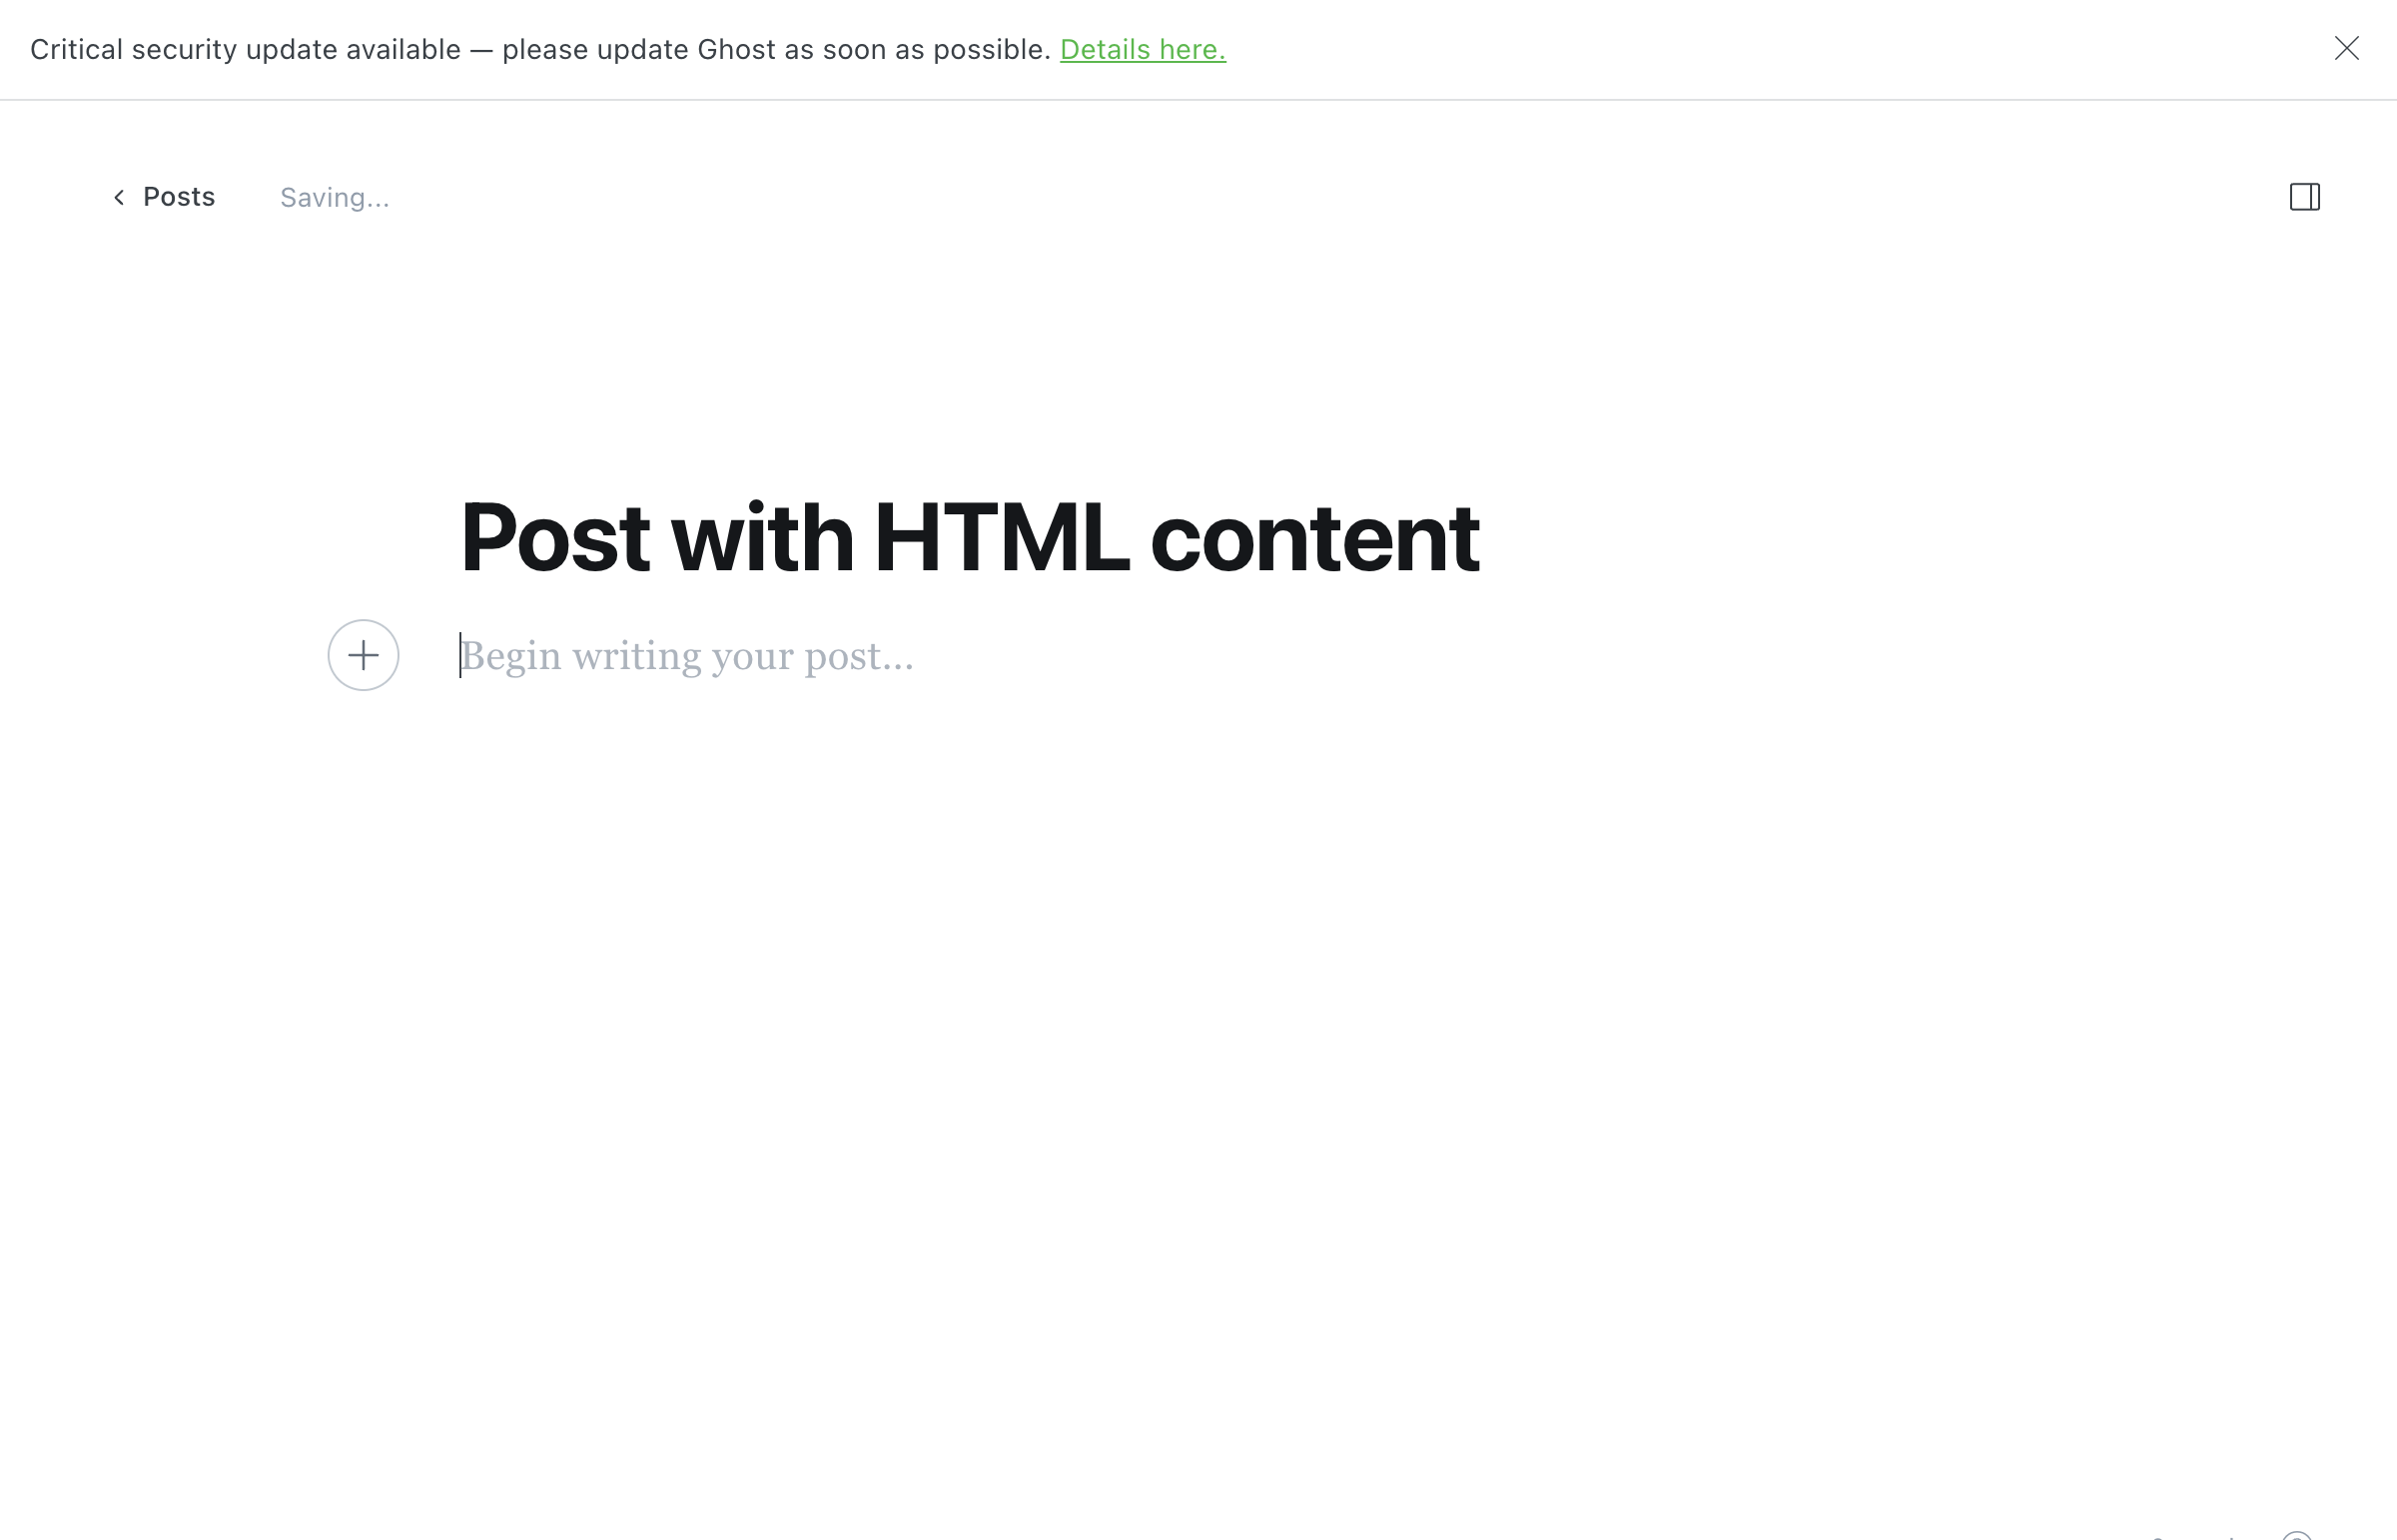 Critical security update available — please update Ghost as soon as possible. Details here.
Posts
Saving...
Post with HTML content
Begin writing your post...